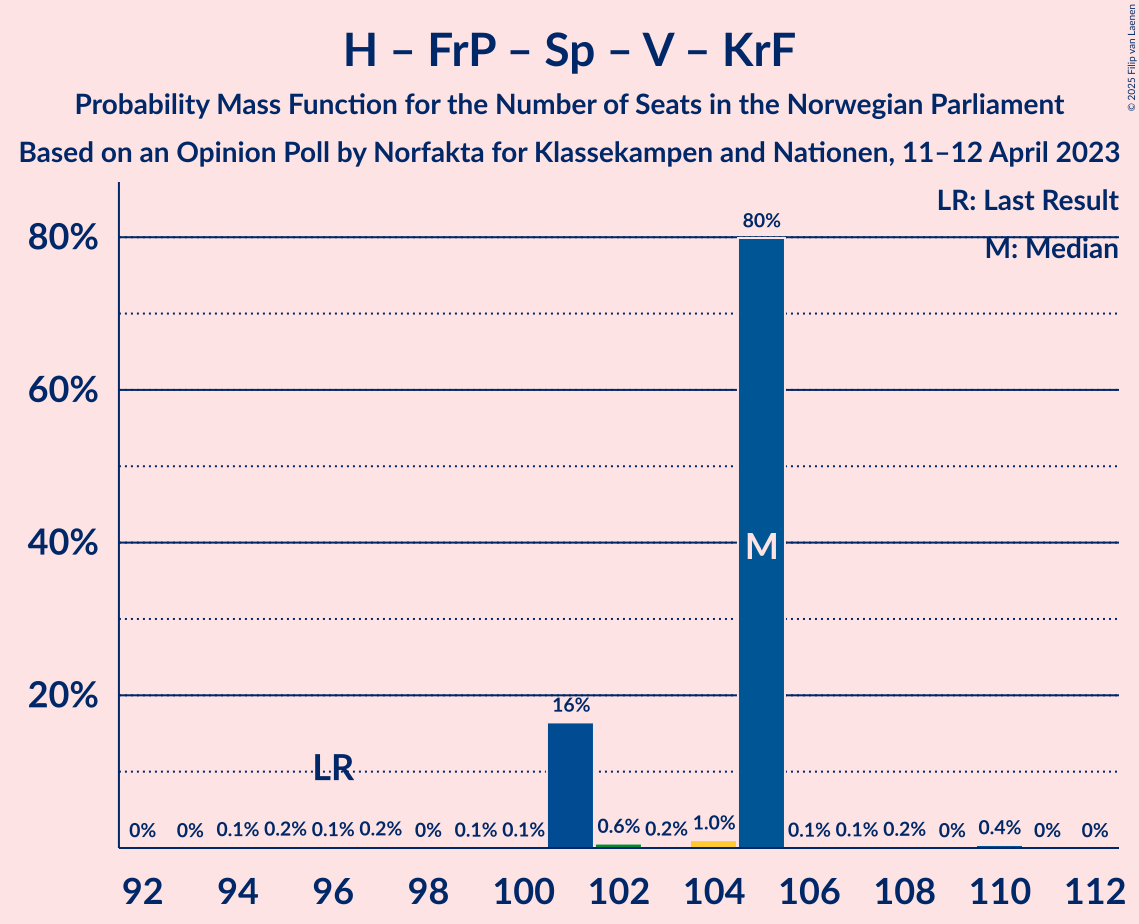 H – FrP – Sp – V – KrF
Probability Mass Function for the Number of Seats in the Norwegian Parliament
Based on an Opinion Poll by Norfakta for Klassekampen and Nationen, 11–12 April 2023
© 2025 Filip van Laenen
LR: Last Result
M: Median
80%
60%
40%
20%
80%
M
16%
LR
0% 0% 0.1% 0.2% 0.1% 0.2% 0% 0.1% 0.1% 0.6% 0.2% 1.0% 0.1% 0.1% 0.2% 0% 0.4% 0% 0%
92 94 96 98 100 102 104 106 108 110 112